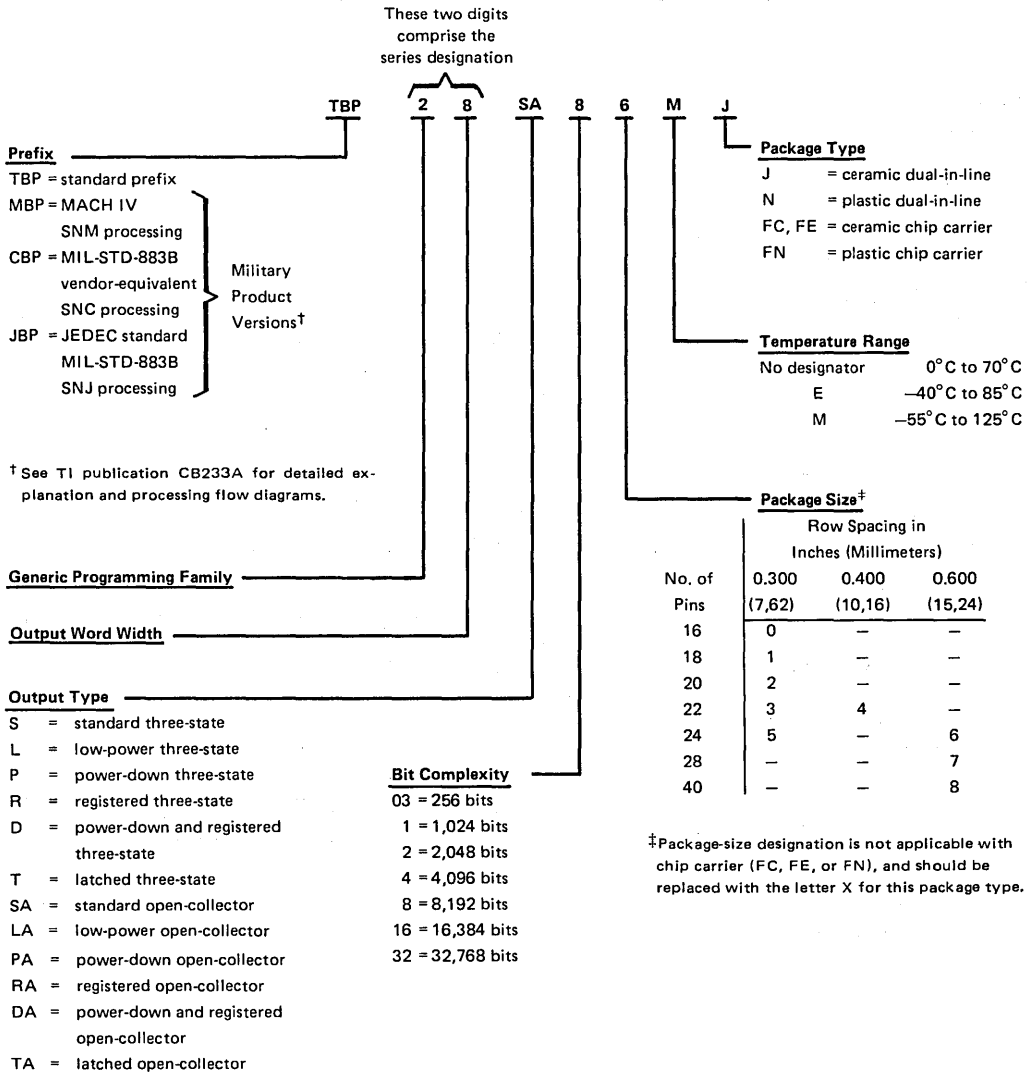 These two digits
comprise the
series designation
TBP 2 8 SA 8 6 M J
Prefix
TBP = standard prefix
MBP = MACH IV
SNM processing
CBP = MIL-STD-883B
vendor-equivalent
SNC processing
JBP = JEDEC standard
MIL-STD-883B
SNJ processing
Military
Product
Versions†
† See TI publication CB233A for detailed ex-
planation and processing flow diagrams.
Generic Programming Family
Output Word Width
Output Type
S = standard three-state
L = low-power three-state
P = power-down three-state
R = registered three-state
D = power-down and registered
three-state
T = latched three-state
SA = standard open-collector
LA = low-power open-collector
PA = power-down open-collector
RA = registered open-collector
DA = power-down and registered
open-collector
TA = latched open-collector
Bit Complexity
03 = 256 bits
1 = 1,024 bits
2 = 2,048 bits
4 = 4,096 bits
8 = 8,192 bits
16 = 16,384 bits
32 = 32,768 bits
Package Type
J = ceramic dual-in-line
N = plastic dual-in-line
FC, FE = ceramic chip carrier
FN = plastic chip carrier
Temperature Range
No designator 0°C to 70°C
E —40°C to 85°C
M —55°C to 125°C
Package Size‡
Row Spacing in
Inches (Millimeters)
No. of 0.300 0.400 0.600
Pins (7,62) (10,16) (15,24)
16 0 — —
18 1 — —
20 2 — —
22 3 4 —
24 5 — 6
28 — — 7
40 — — 8
‡Package-size designation is not applicable with
chip carrier (FC, FE, or FN), and should be
replaced with the letter X for this package type.